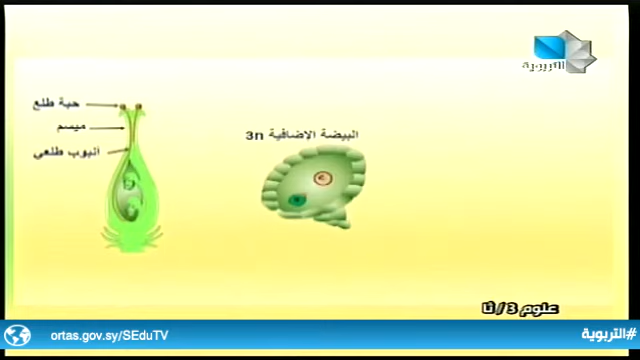 التربوية
حبة طلع
ميسم
انبوب طلعي
البيضة الاضافية 3n
علوم 3/ثا
ortas.gov.sy/SEduTV
#التربوية